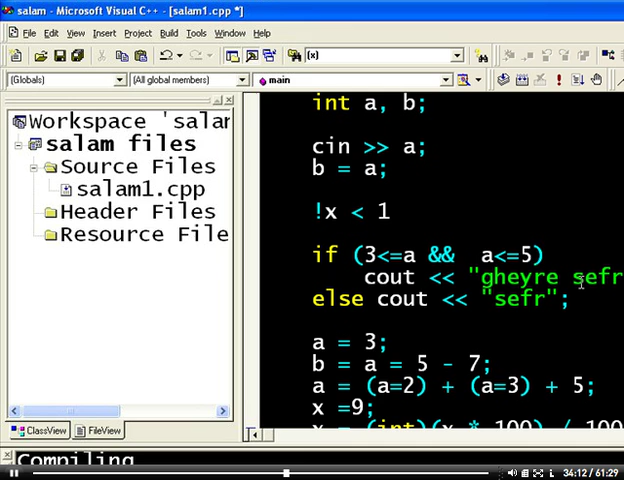 salam - Microsoft Visual C++ - [salam1.cpp *]
File Edit View Insert Project Build Tools Window Help
(x)
(Globals) (All global members) main
Workspace 'salar
salam files
Source Files
salam1.cpp
Header Files
Resource File
int a, b;
cin >> a;
b = a;
!x < 1
if (3<=a && a<=5)
cout << "gheyre sefr
else cout << "sefr";
a = 3;
b = a = 5 - 7;
a = (a=2) + (a=3) + 5;
x =9;
x = (int)(x * 100) / 100
ClassView FileView
Compiling
34:12 / 61:29